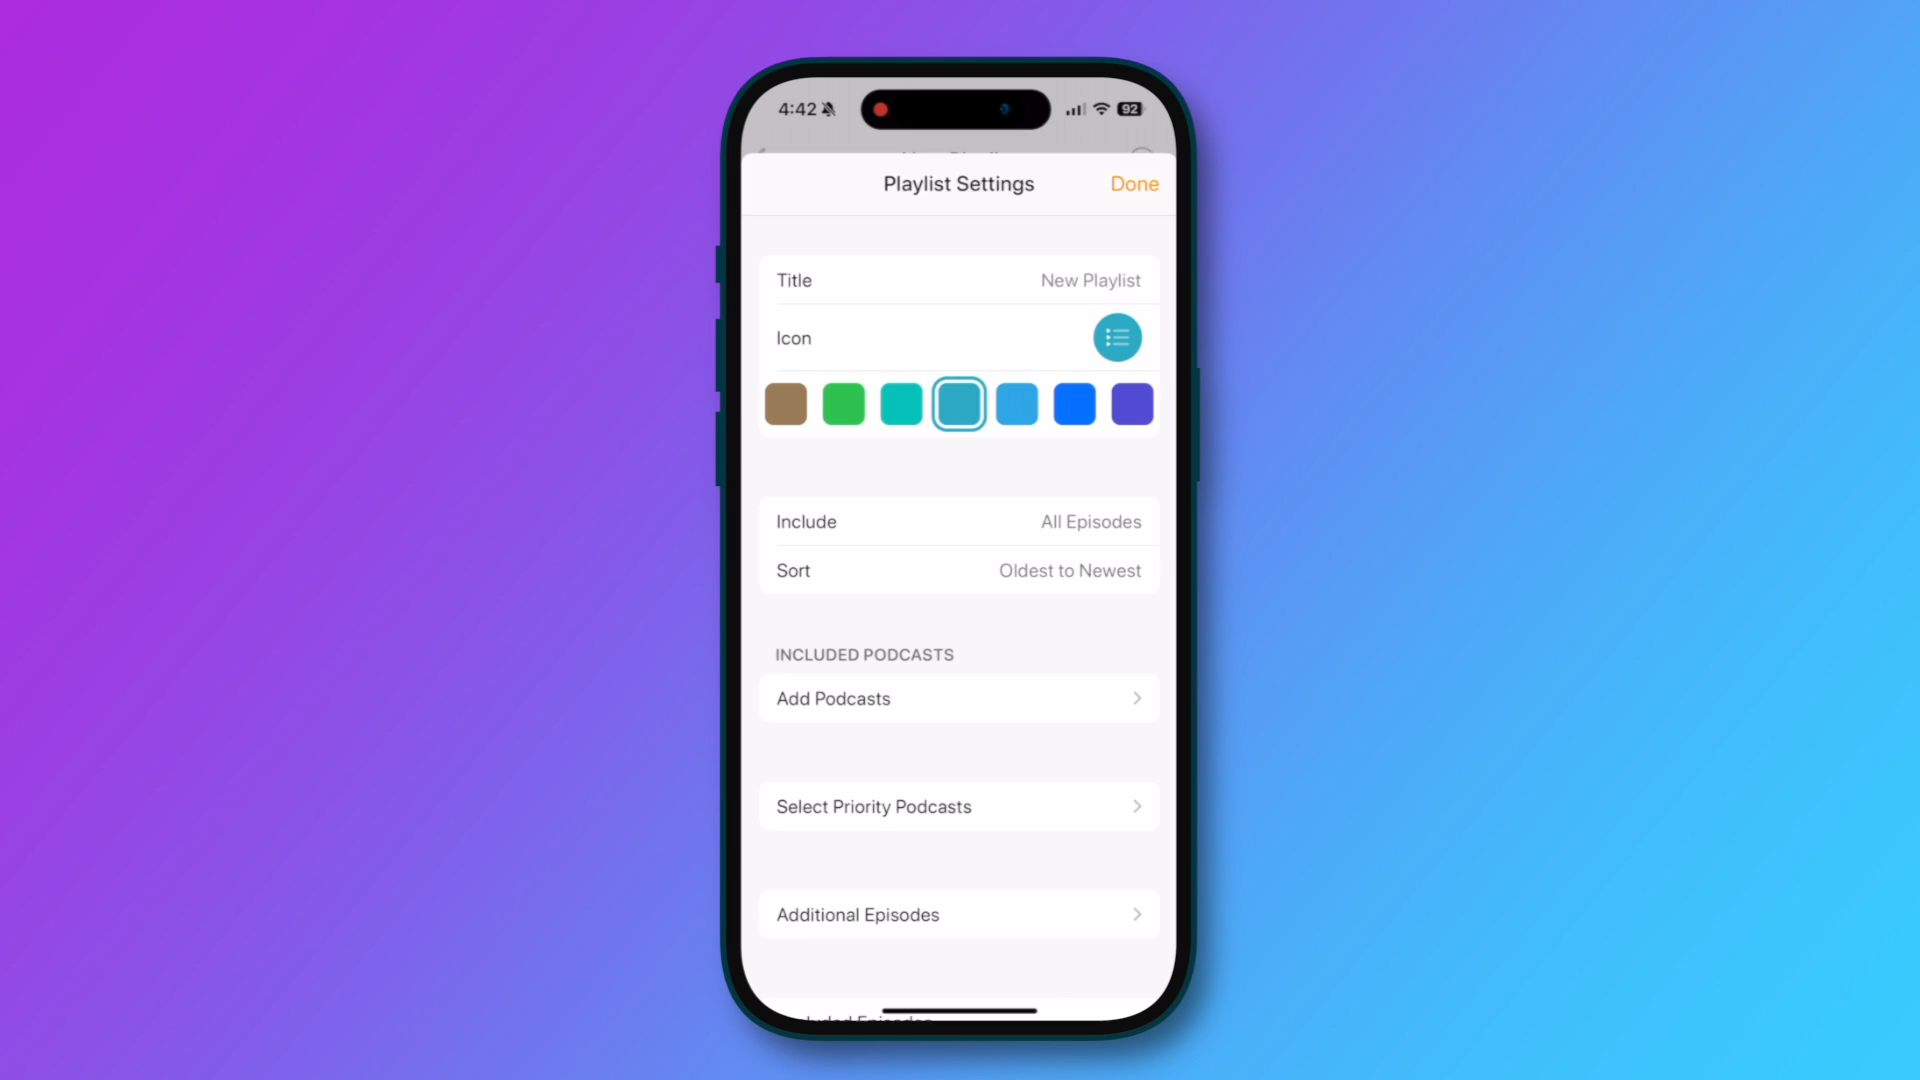 4:42
92
Playlist Settings
Done
Title
New Playlist
Icon
Include
All Episodes
Sort
Oldest to Newest
INCLUDED PODCASTS
Add Podcasts
Select Priority Podcasts
Additional Episodes
Episodes